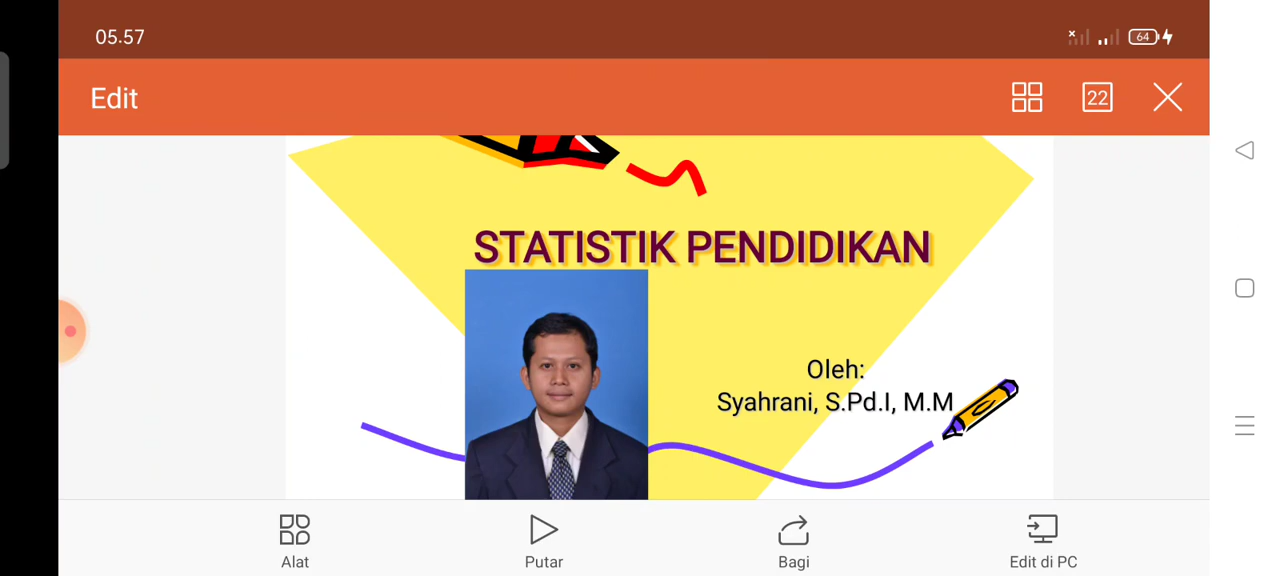 05.57
64
Edit
22
STATISTIK PENDIDIKAN
Oleh:
Syahrani, S.Pd.I, M.M
Alat
Putar
Bagi
Edit di PC